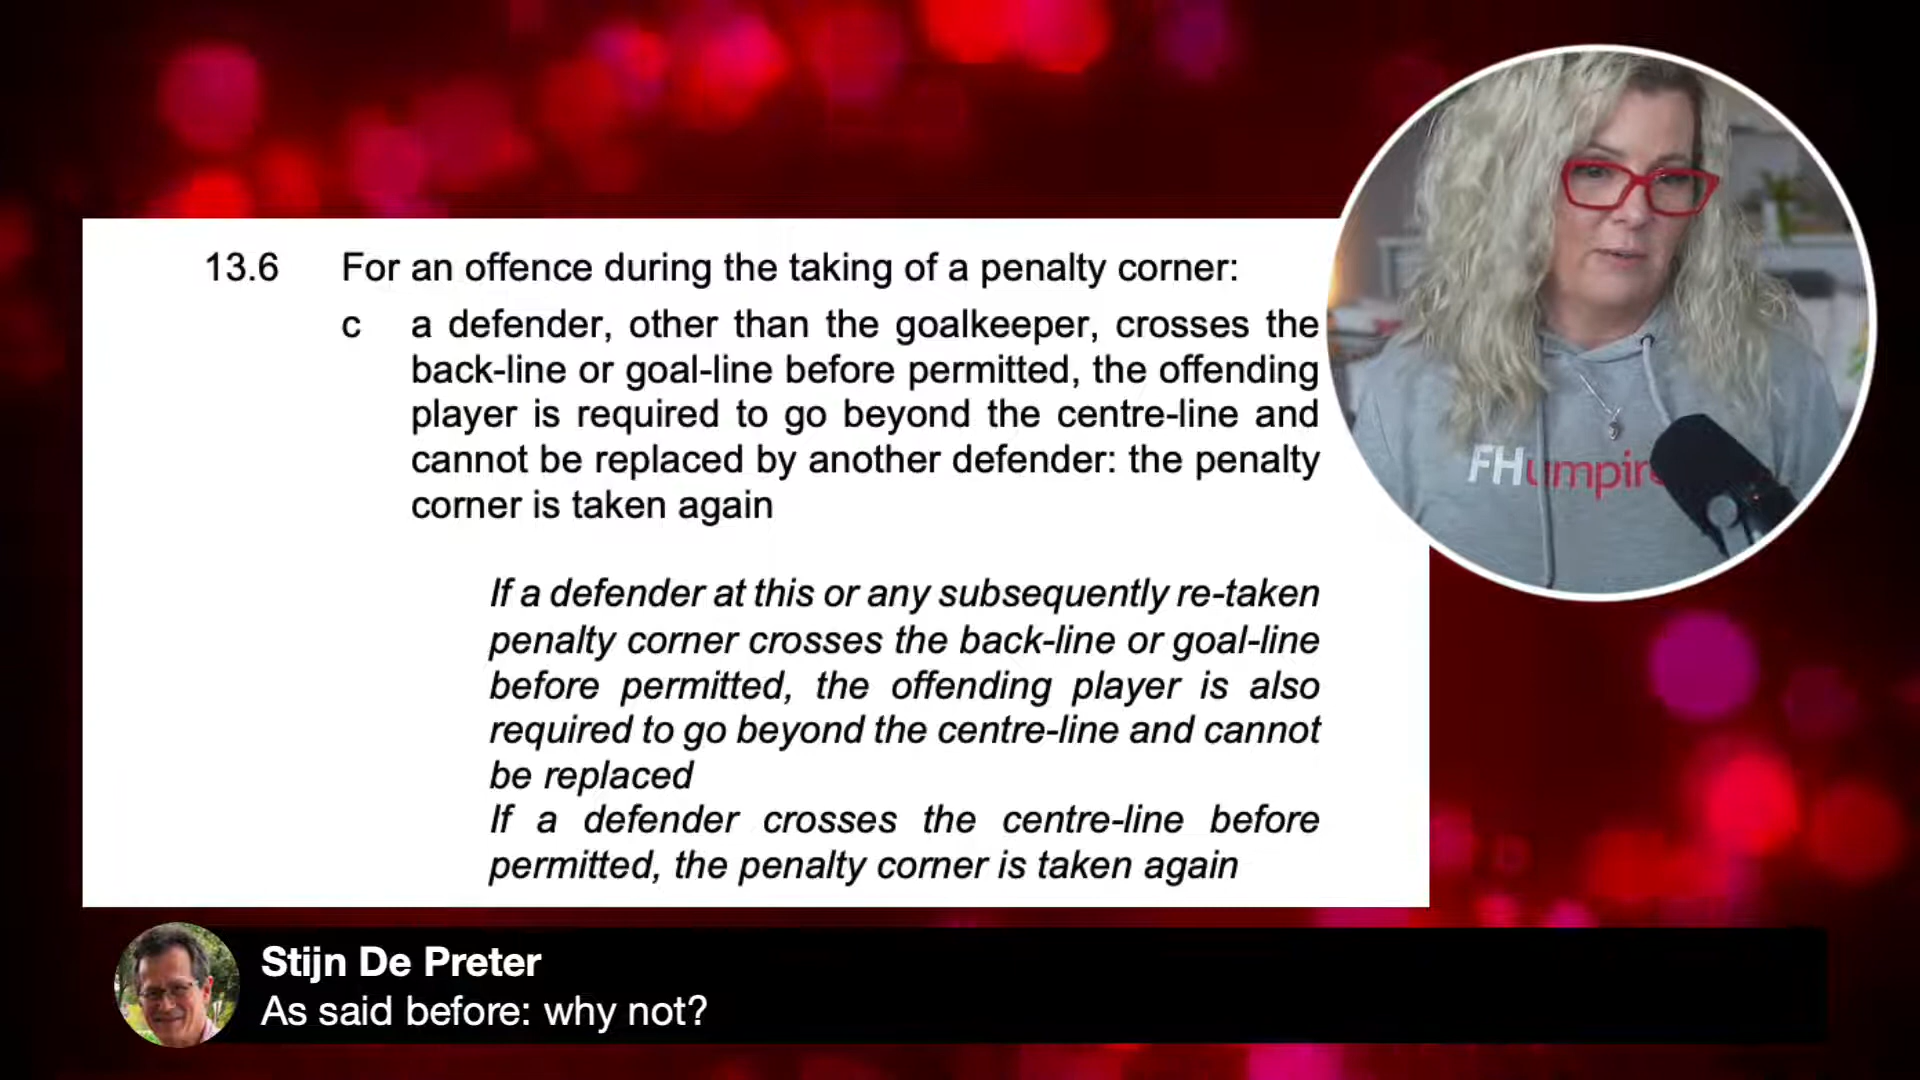 13.6 For an offence during the taking of a penalty corner:
c a defender, other than the goalkeeper, crosses the
back-line or goal-line before permitted, the offending
player is required to go beyond the centre-line and
cannot be replaced by another defender: the penalty
corner is taken again
If a defender at this or any subsequently re-taken
penalty corner crosses the back-line or goal-line
before permitted, the offending player is also
required to go beyond the centre-line and cannot
be replaced
If a defender crosses the centre-line before
permitted, the penalty corner is taken again
FHumpire
Stijn De Preter
As said before: why not?